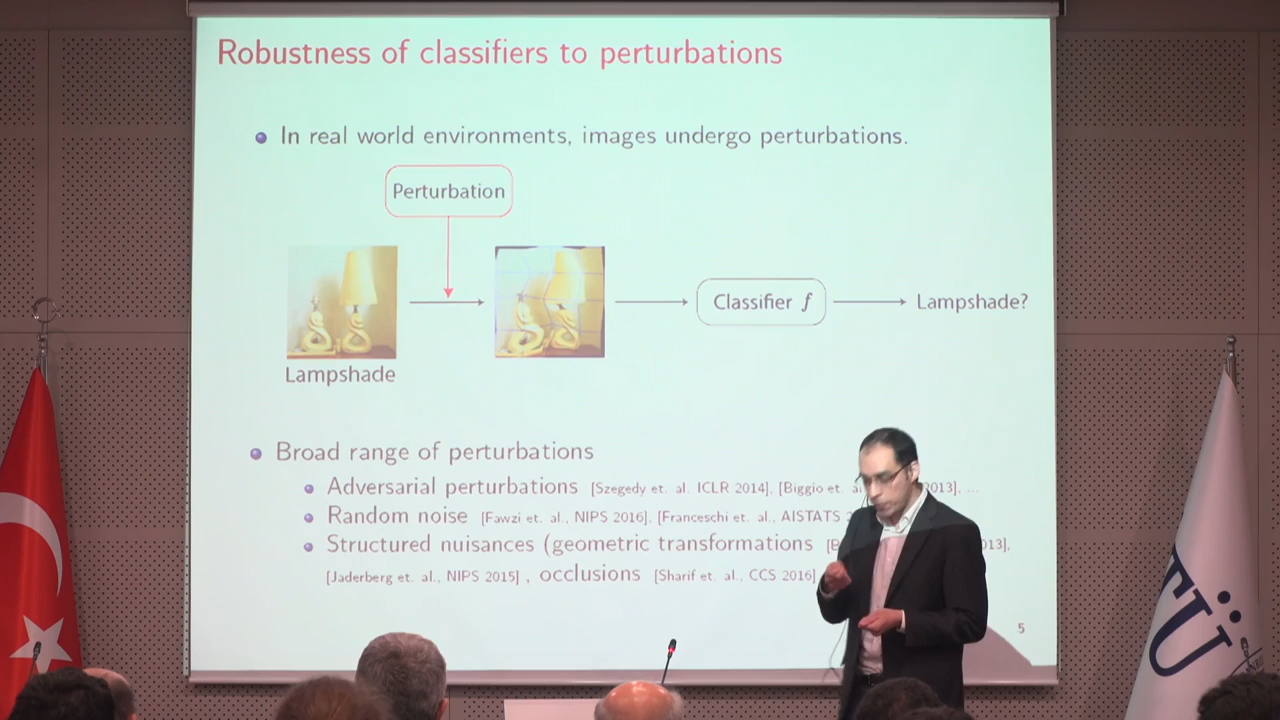 Robustness of classifiers to perturbations
In real world environments, images undergo perturbations.
Perturbation
Classifier f
Lampshade?
Lampshade
Broad range of perturbations
Adversarial perturbations [Szegedy et. al. ICLR 2014], [Biggio et. 2013], ...
Random noise [Fawzi et. al., NIPS 2016], [Franceschi et. al., AISTATS
Structured nuisances (geometric transformations
[Jaderberg et. al., NIPS 2015] , occlusions [Sharif et. al., CCS 2016]
5
TÜ